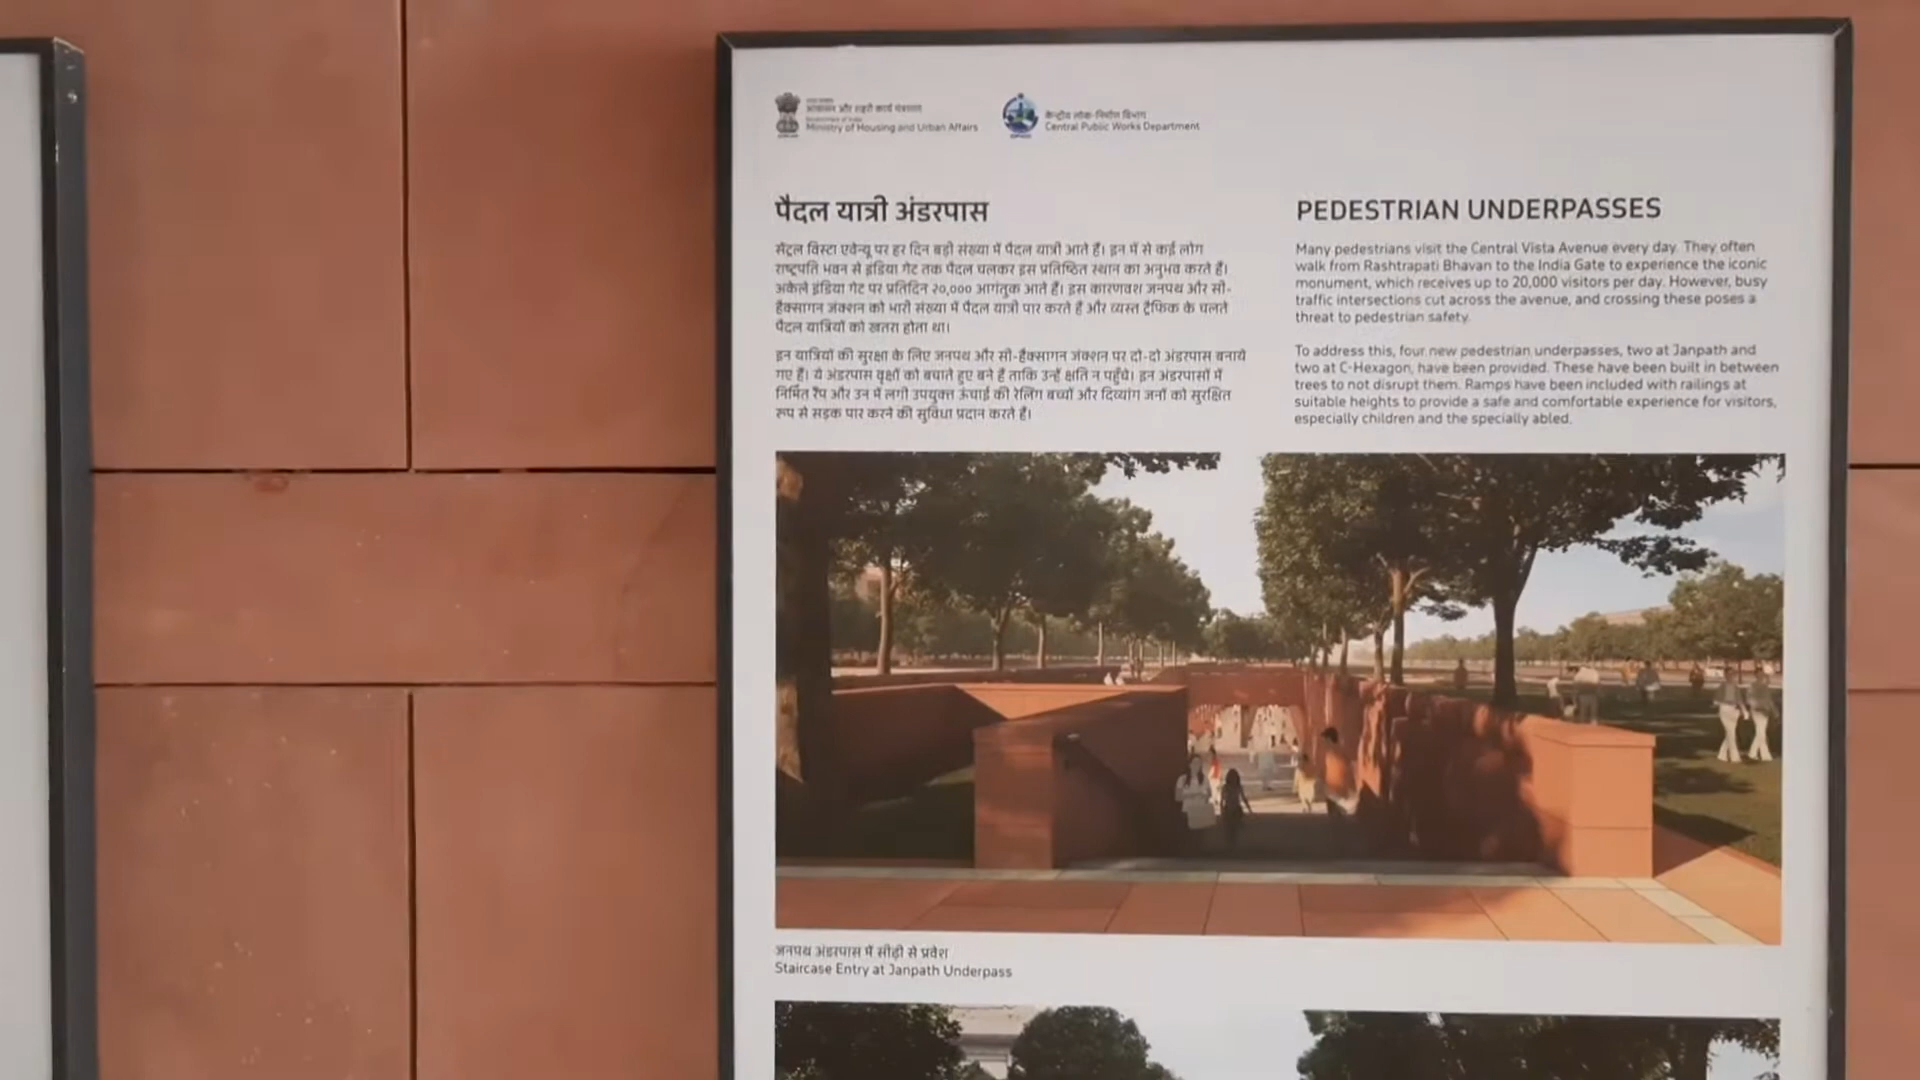 आवासन और शहरी कार्य मंत्रालय
Ministry of Housing and Urban Affairs
केन्द्रीय लोक-निर्माण विभाग
Central Public Works Department
पैदल यात्री अंडरपास
सेंट्रल विस्टा एवेन्यू पर हर दिन बड़ी संख्या में पैदल यात्री आते हैं। इन में से कई लोग
राष्ट्रपति भवन से इंडिया गेट तक पैदल चलकर इस प्रतिष्ठित स्थान का अनुभव करते हैं।
अकेले इंडिया गेट पर प्रतिदिन २०,००० आगंतुक आते हैं। इस कारणवश जनपथ और सी-
हैक्सागन जंक्शन को भारी संख्या में पैदल यात्री पार करते हैं और व्यस्त ट्रैफिक के चलते
पैदल यात्रियों को खतरा होता था।
इन यात्रियों की सुरक्षा के लिए जनपथ और सी-हैक्सागन जंक्शन पर दो-दो अंडरपास बनाये
गए हैं। ये अंडरपास वृक्षों को बचाते हुए बने हैं ताकि उन्हें क्षति न पहुँचे। इन अंडरपासों में
निर्मित रैंप और उन में लगी उपयुक्त ऊंचाई की रेलिंग बच्चों और दिव्यांग जनों को सुरक्षित
रूप से सड़क पार करने की सुविधा प्रदान करते हैं।
PEDESTRIAN UNDERPASSES
Many pedestrians visit the Central Vista Avenue every day. They often
walk from Rashtrapati Bhavan to the India Gate to experience the iconic
monument, which receives up to 20,000 visitors per day. However, busy
traffic intersections cut across the avenue, and crossing these poses a
threat to pedestrian safety.
To address this, four new pedestrian underpasses, two at Janpath and
two at C-Hexagon, have been provided. These have been built in between
trees to not disrupt them. Ramps have been included with railings at
suitable heights to provide a safe and comfortable experience for visitors,
especially children and the specially abled.
जनपथ अंडरपास में सीढ़ी से प्रवेश
Staircase Entry at Janpath Underpass